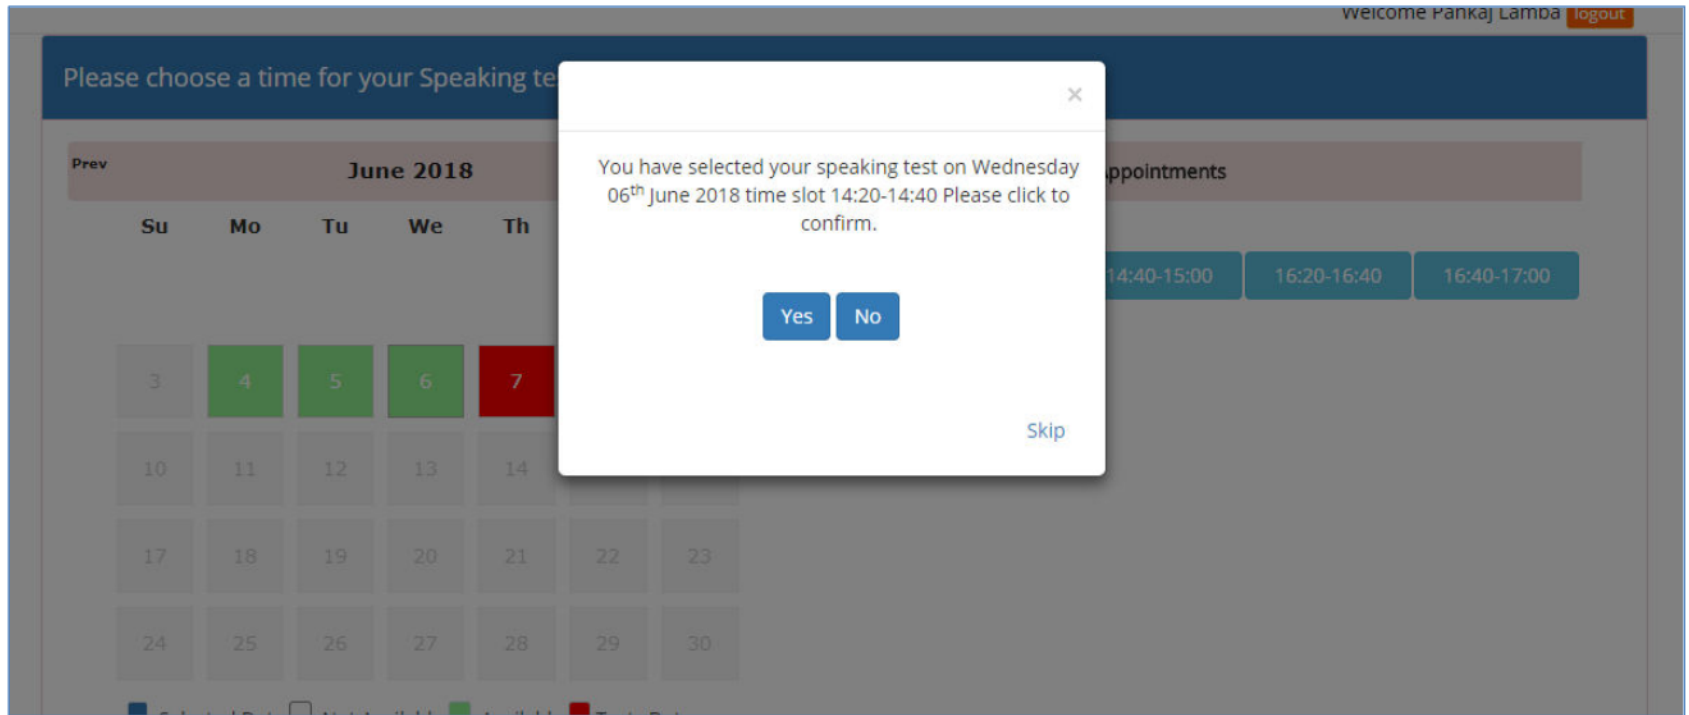 Welcome Pankaj Lamba logout
Please choose a time for your Speaking
×
Prev June 2018
You have selected your speaking test on Wednesday
06th June 2018 time slot 14:20-14:40 Please click to
confirm.
Su Mo Tu We Th
14:40-15:00 16:20-16:40 16:40-17:00
Yes No
3 4 5 6 7
Skip
10 11 12 13 14
17 18 19 20 21 22 23
24 25 26 27 28 29 30